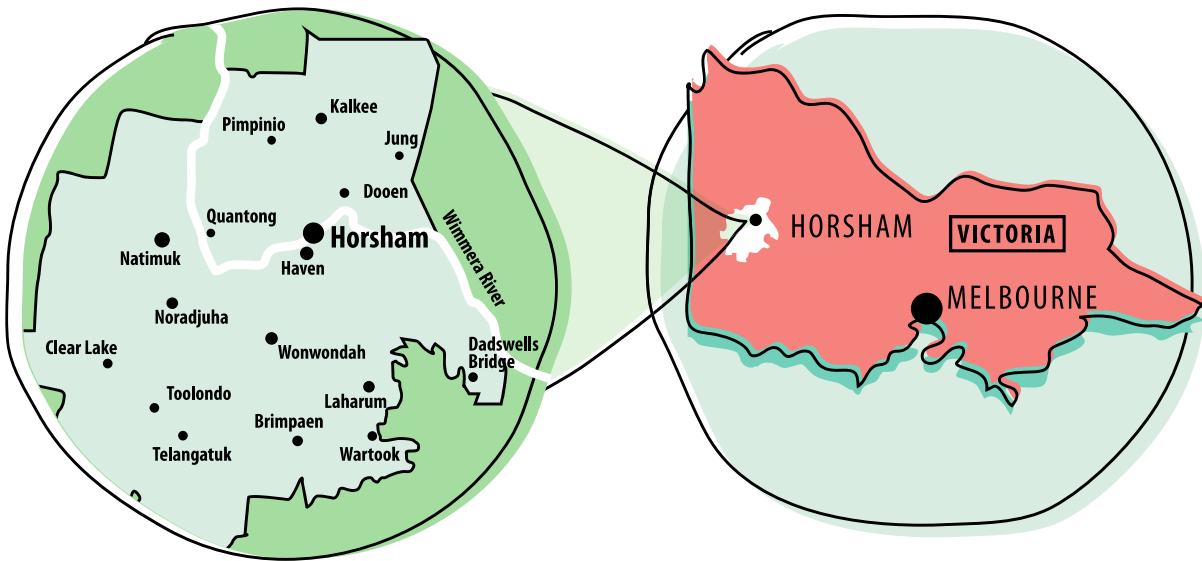 Kalkee
Pimpinio
Jung
Dooen
Quantong
Horsham
Natimuk
Haven
Wimmera River
Noradjuha
Clear Lake
Wonwondah
Dadswells
Bridge
Toolondo
Laharum
Brimpaen
Telangatuk
Wartook
HORSHAM
VICTORIA
MELBOURNE